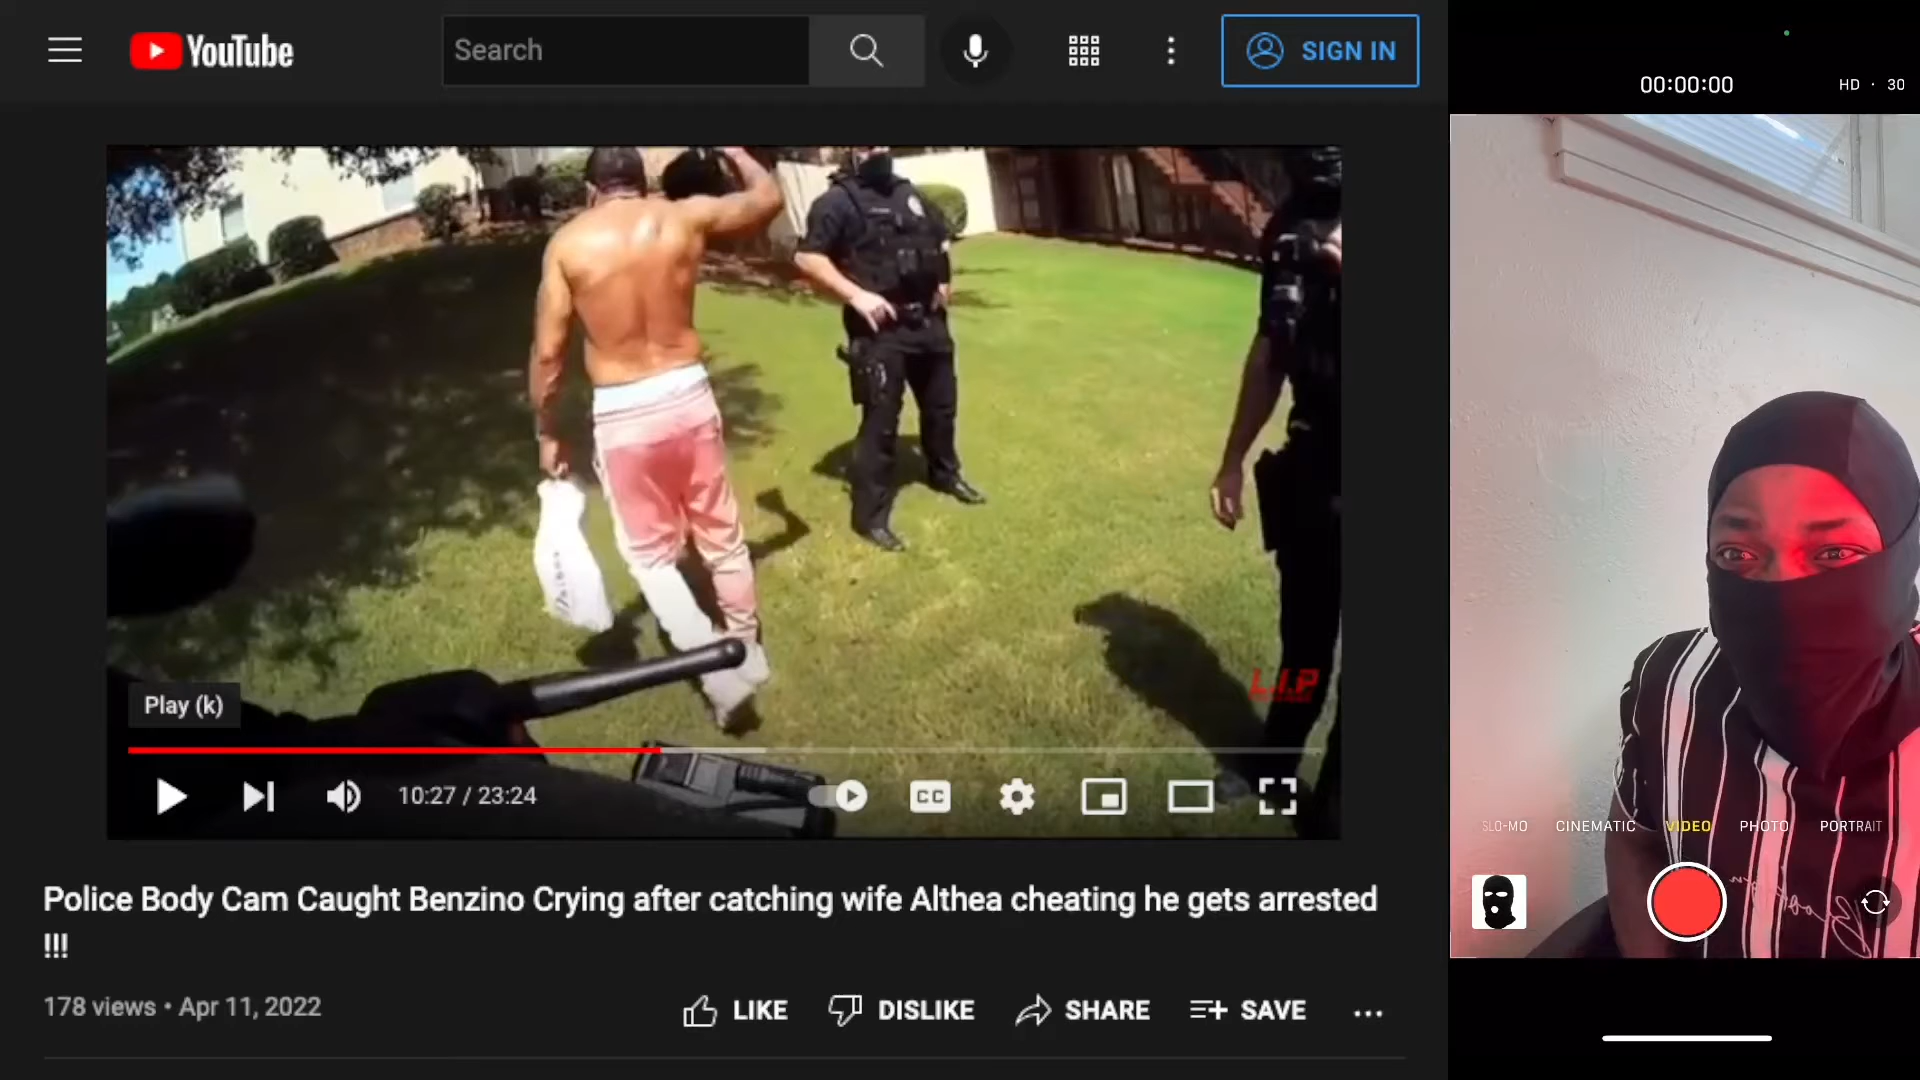 YouTube
Search
SIGN IN
00:00:00
HD · 30
L.I.P
Play (k)
10:27 / 23:24
CC
SLO-MO CINEMATIC VIDEO PHOTO PORTRAIT
Police Body Cam Caught Benzino Crying after catching wife Althea cheating he gets arrested
!!!
178 views • Apr 11, 2022
LIKE
DISLIKE
SHARE
SAVE